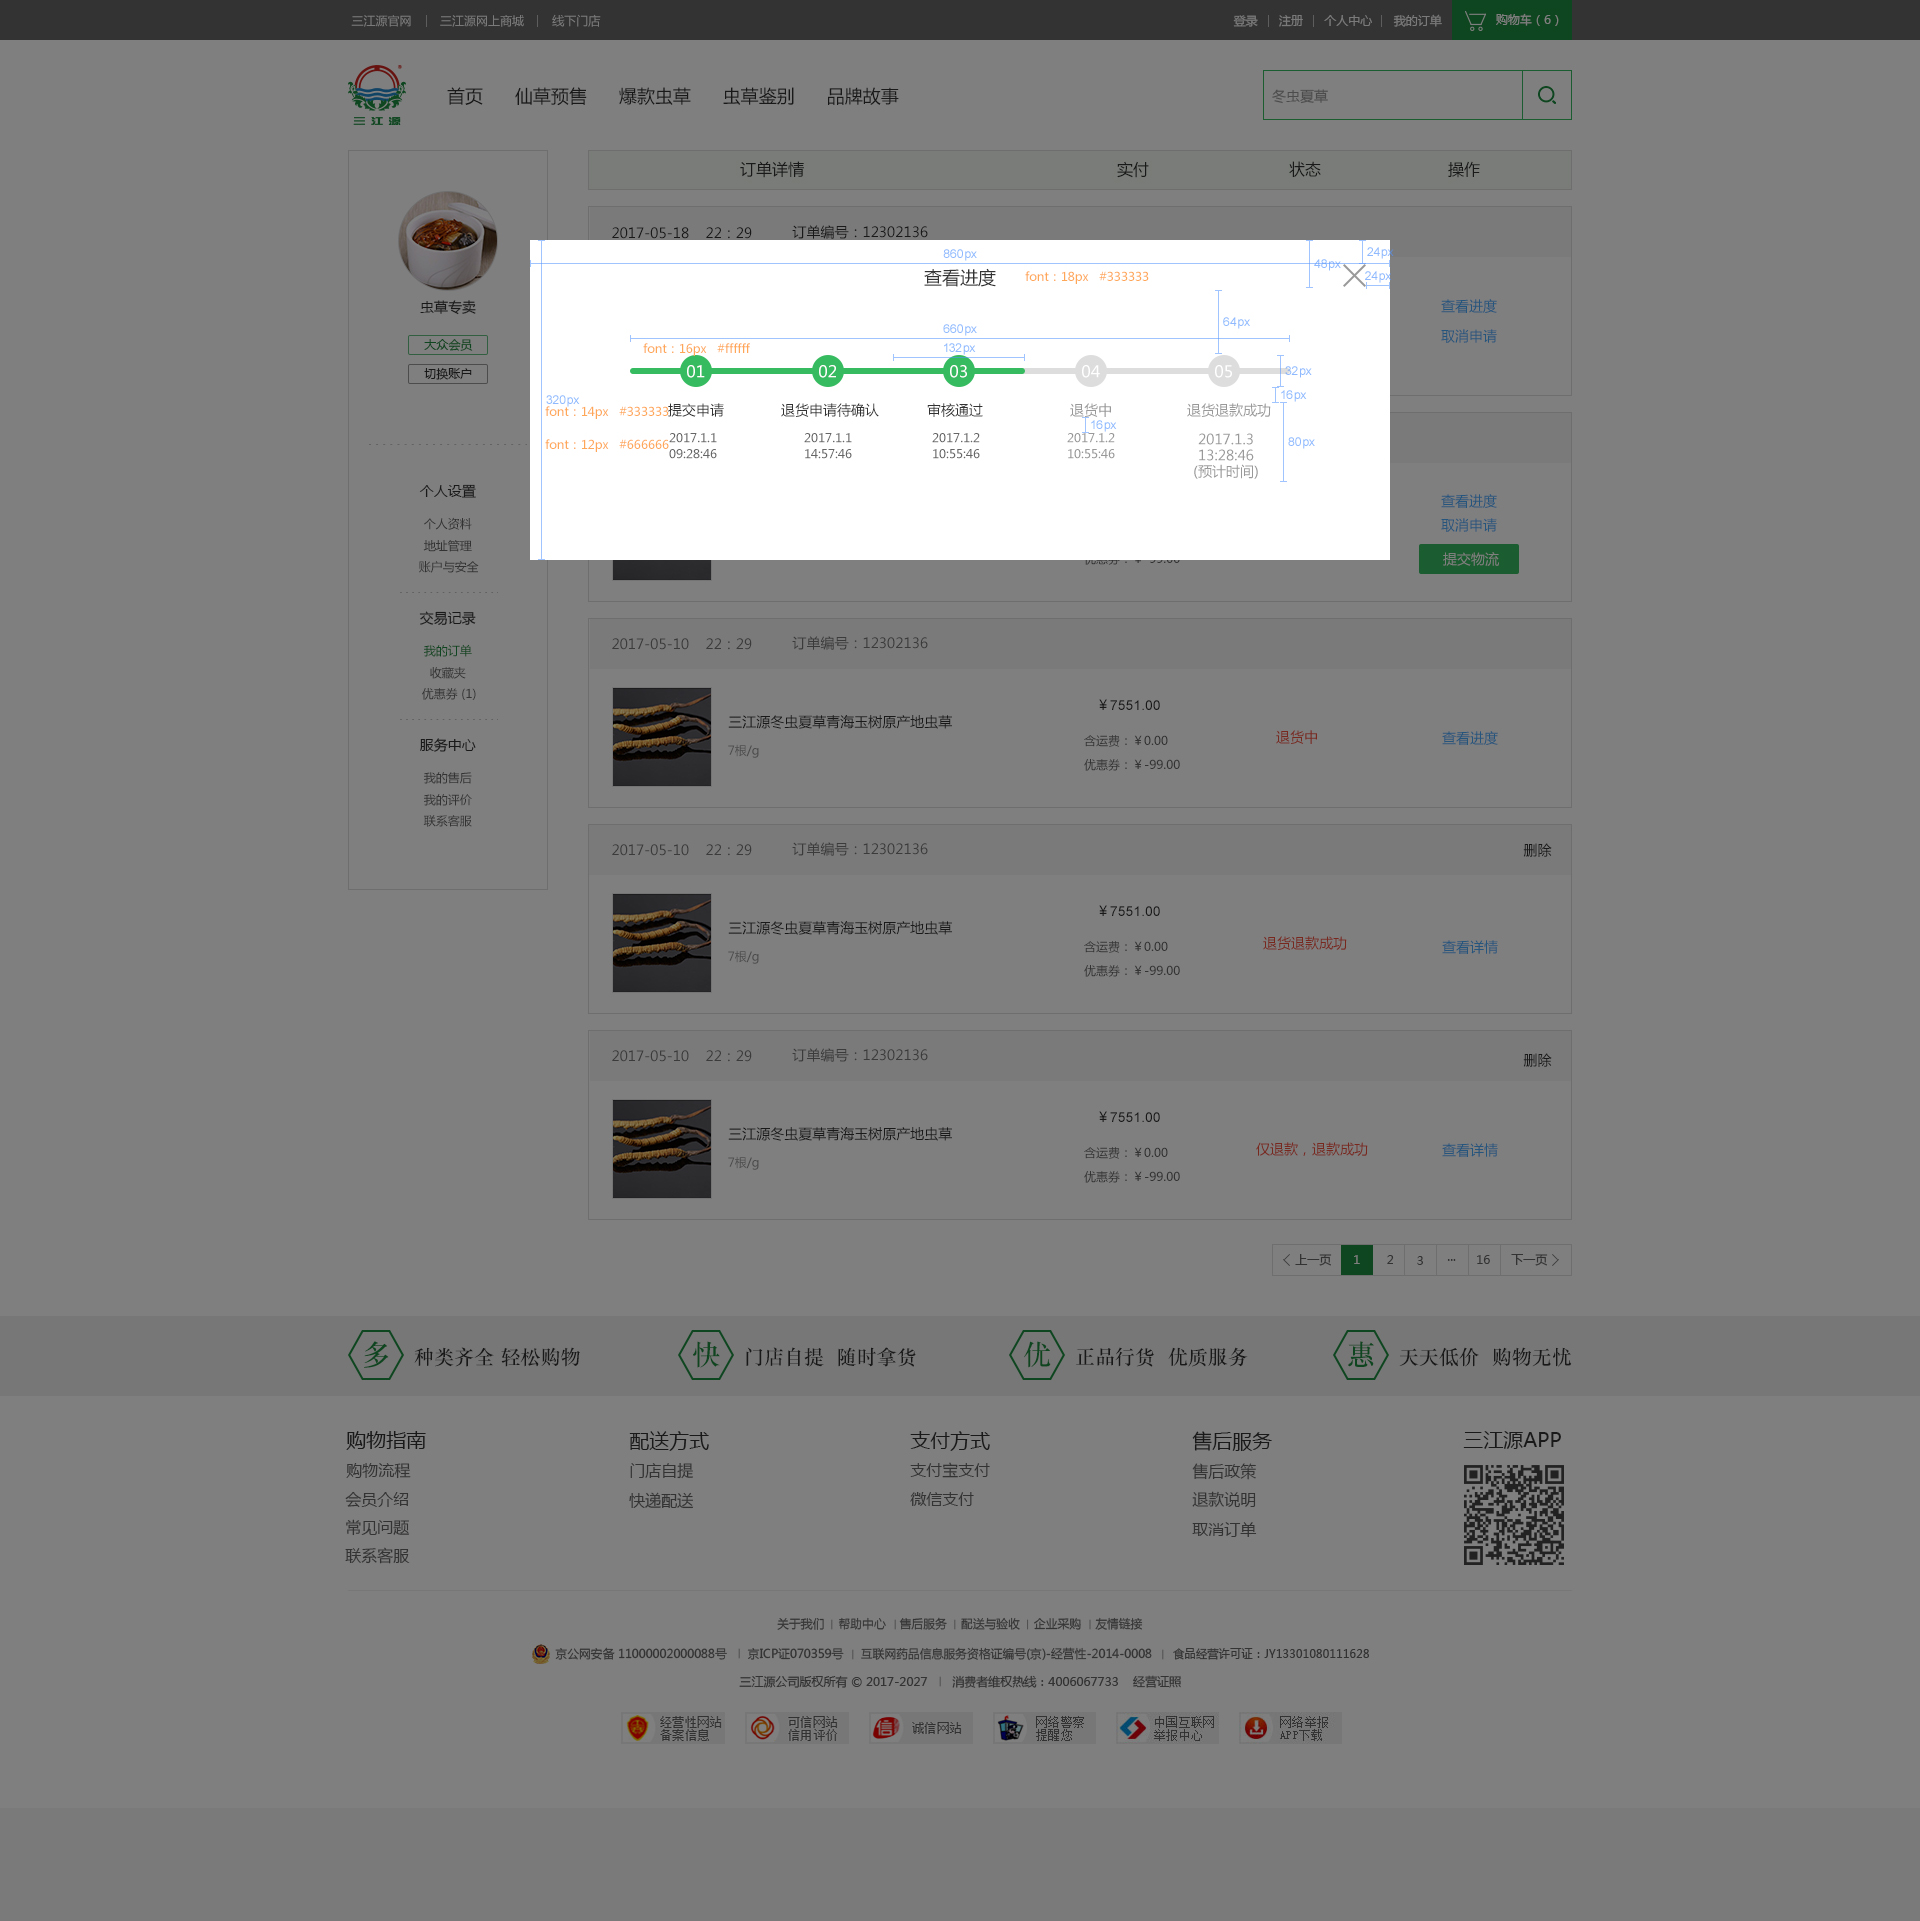 三江源官网 | 三江源网上商城 | 线下门店
登录 | 注册 | 个人中心 | 我的订单 购物车（6）
三江源
首页 仙草预售 爆款虫草 虫草鉴别 品牌故事
冬虫夏草
虫草专卖
大众会员
切换账户
个人设置
个人资料
地址管理
账户与安全
交易记录
我的订单
收藏夹
优惠券 (1)
服务中心
我的售后
我的评价
联系客服
订单详情 实付 状态 操作
2017-05-18 22：29 订单编号：12302136
查看进度
取消申请
860px
48px
24px
24px
查看进度 font：18px #333333
64px
660px
font：16px #ffffff
132px
01 02 03 04 05
32px
16px
320px
font：14px #333333
提交申请 退货申请待确认 审核通过 退货中 退货退款成功
16px
80px
font：12px #666666
2017.1.1 2017.1.1 2017.1.2 2017.1.2 2017.1.3
09:28:46 14:57:46 10:55:46 10:55:46 13:28:46
(预计时间)
查看进度
取消申请
提交物流
优惠券：￥-99.00
2017-05-10 22：29 订单编号：12302136
三江源冬虫夏草青海玉树原产地虫草
7根/g
￥7551.00
含运费：￥0.00
优惠券：￥-99.00
退货中
查看进度
2017-05-10 22：29 订单编号：12302136 删除
三江源冬虫夏草青海玉树原产地虫草
7根/g
￥7551.00
含运费：￥0.00
优惠券：￥-99.00
退货退款成功
查看详情
2017-05-10 22：29 订单编号：12302136 删除
三江源冬虫夏草青海玉树原产地虫草
7根/g
￥7551.00
含运费：￥0.00
优惠券：￥-99.00
仅退款，退款成功
查看详情
上一页 1 2 3 ··· 16 下一页
多 种类齐全 轻松购物
快 门店自提 随时拿货
优 正品行货 优质服务
惠 天天低价 购物无忧
购物指南
购物流程
会员介绍
常见问题
联系客服
配送方式
门店自提
快递配送
支付方式
支付宝支付
微信支付
售后服务
售后政策
退款说明
取消订单
三江源APP
关于我们 | 帮助中心 | 售后服务 | 配送与验收 | 企业采购 | 友情链接
京公网安备 11000002000088号 | 京ICP证070359号 | 互联网药品信息服务资格证编号(京)-经营性-2014-0008 | 食品经营许可证：JY13301080111628
三江源公司版权所有 © 2017-2027 | 消费者维权热线：4006067733 经营证照
经营性网站
备案信息
可信网站
信用评价
信
诚信网站
网络警察
提醒您
中国互联网
举报中心
网络举报
APP下载